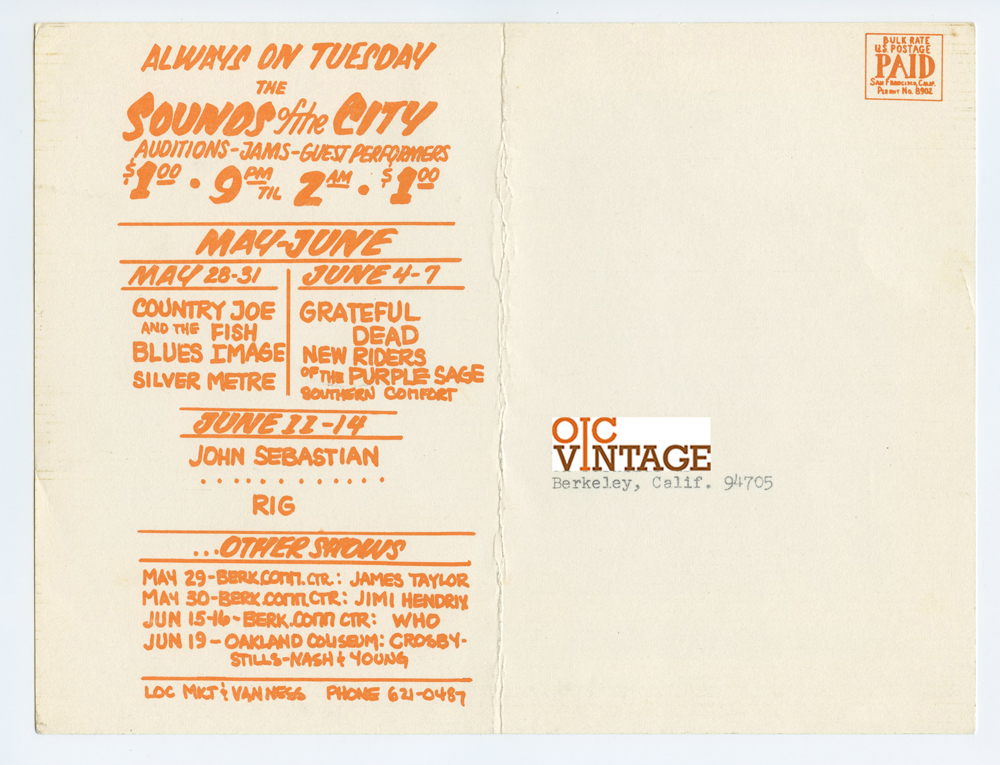 ALWAYS ON TUESDAY
THE
SOUNDS of the CITY
AUDITIONS-JAMS-GUEST PERFORMERS
$1.00 • 9 PM TIL 2 AM • $1.00
MAY-JUNE
MAY 28-31
COUNTRY JOE
AND THE FISH
BLUES IMAGE
SILVER METRE
JUNE 4-7
GRATEFUL
DEAD
NEW RIDERS
OF THE PURPLE SAGE
SOUTHERN COMFORT
JUNE 11-14
JOHN SEBASTIAN
RIG
...OTHER SHOWS
MAY 29-BERK.COMM.CTR.: JAMES TAYLOR
MAY 30-BERK.COMM.CTR: JIMI HENDRIX
JUN 15-16-BERK.COMM CTR: WHO
JUN 19-OAKLAND COLISEUM: CROSBY-
STILLS-NASH & YOUNG
LOC MKT & VAN NESS PHONE 621-0487
BULK RATE
U.S. POSTAGE
PAID
SAN FRANCISCO, CALIF.
PERMIT NO. 8902
OIC
VINTAGE
Berkeley, Calif. 94705